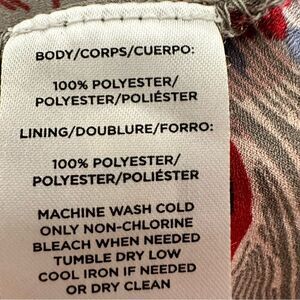 BODY/CORPS/CUERPO:
100% POLYESTER/
POLYESTER/POLIÉSTER
LINING/DOUBLURE/FORRO:
100% POLYESTER/
POLYESTER/POLIÉSTER
MACHINE WASH COLD
ONLY NON-CHLORINE
BLEACH WHEN NEEDED
TUMBLE DRY LOW
COOL IRON IF NEEDED
OR DRY CLEAN